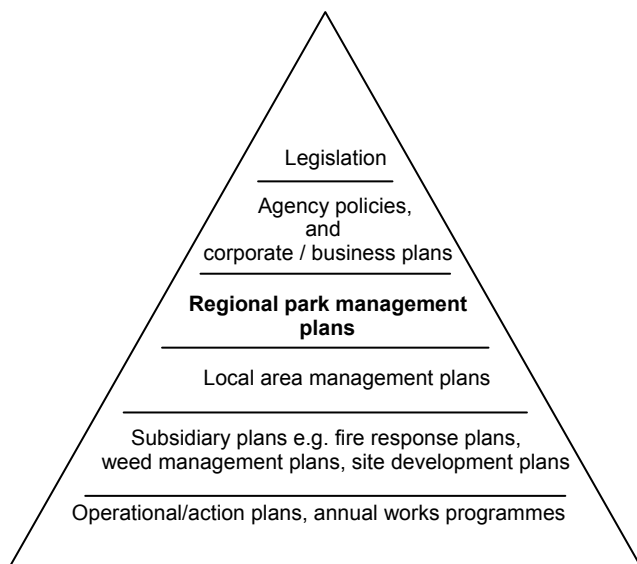 Legislation
Agency policies,
and
corporate / business plans
Regional park management
plans
Local area management plans
Subsidiary plans e.g. fire response plans,
weed management plans, site development plans
Operational/action plans, annual works programmes